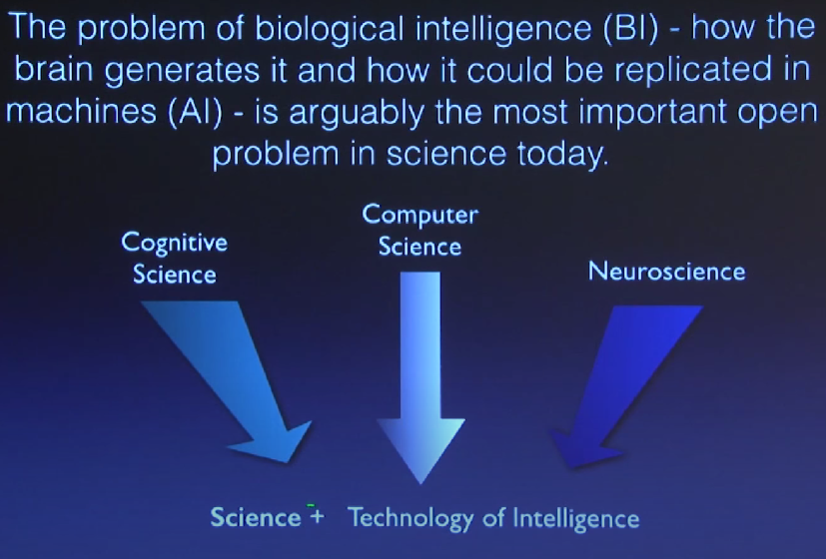 The problem of biological intelligence (BI) - how the
brain generates it and how it could be replicated in
machines (AI) - is arguably the most important open
problem in science today.
Computer
Science
Cognitive
Science
Neuroscience
Science + Technology of Intelligence